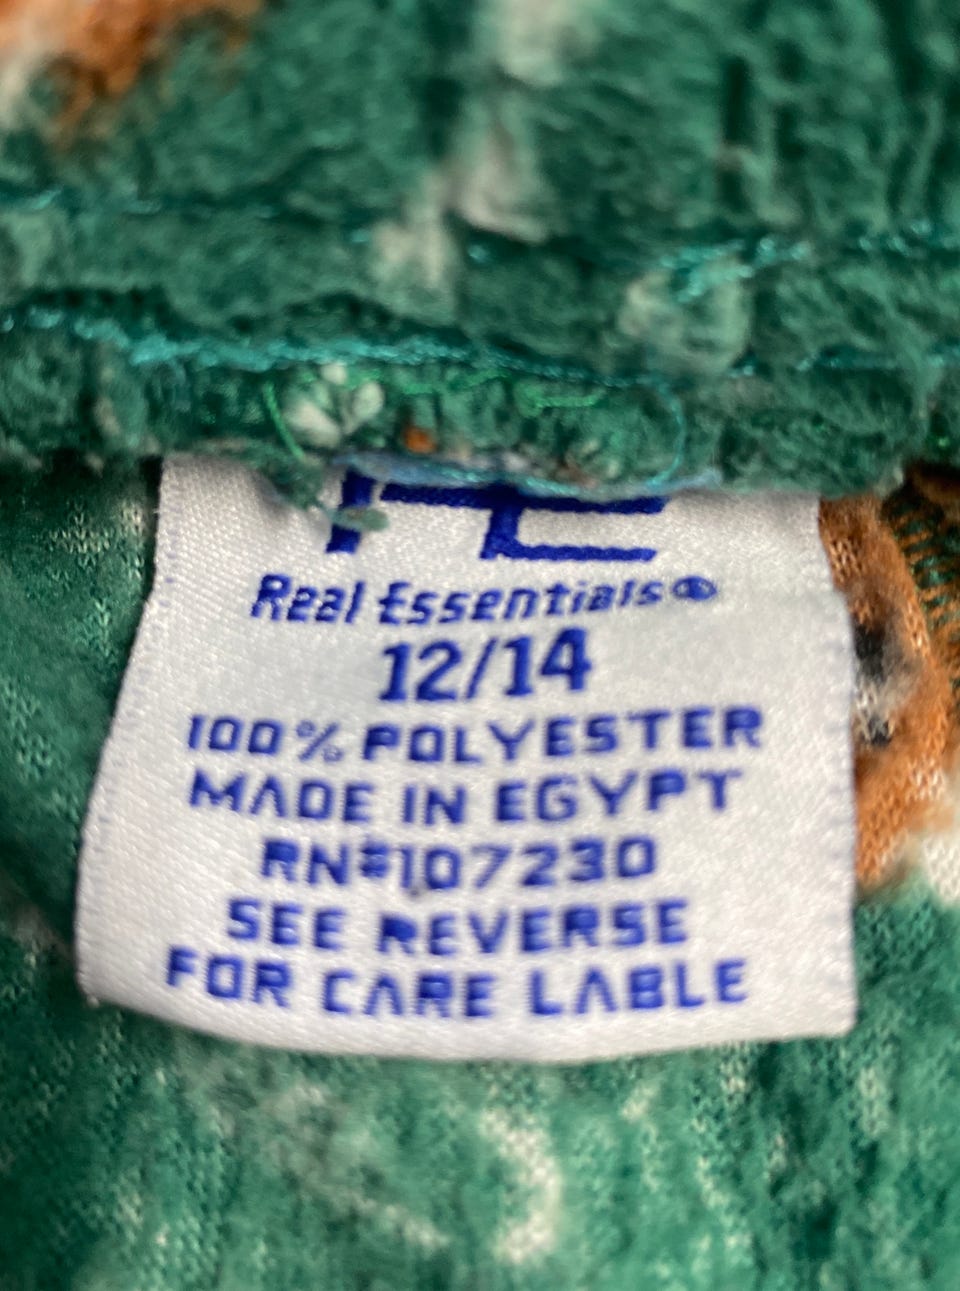 Real Essentials®
12/14
100% POLYESTER
MADE IN EGYPT
RN#107230
SEE REVERSE
FOR CARE LABLE